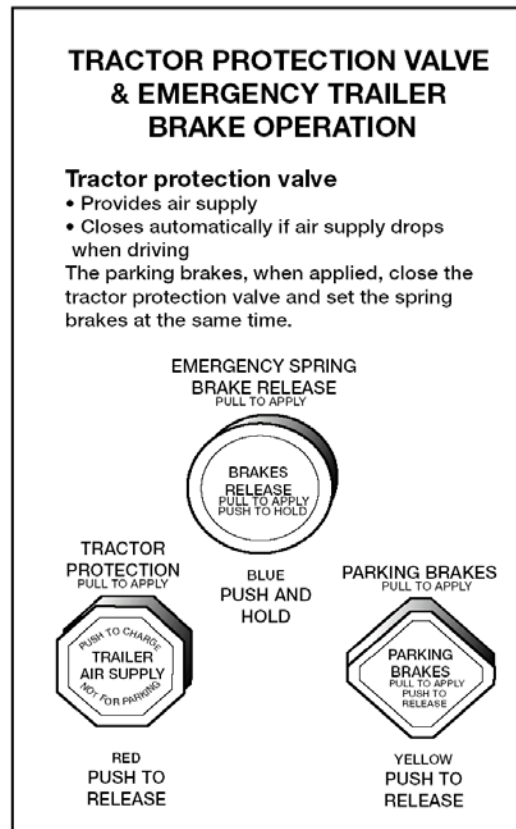 TRACTOR PROTECTION VALVE
& EMERGENCY TRAILER
BRAKE OPERATION
Tractor protection valve
• Provides air supply
• Closes automatically if air supply drops
when driving
The parking brakes, when applied, close the
tractor protection valve and set the spring
brakes at the same time.
EMERGENCY SPRING
BRAKE RELEASE
PULL TO APPLY
BRAKES
RELEASE
PULL TO APPLY
PUSH TO HOLD
BLUE
PUSH AND
HOLD
TRACTOR
PROTECTION
PULL TO APPLY
PUSH TO CHARGE
TRAILER
AIR SUPPLY
NOT FOR PARKING
RED
PUSH TO
RELEASE
PARKING BRAKES
PULL TO APPLY
PARKING
BRAKES
PULL TO APPLY
PUSH TO
RELEASE
YELLOW
PUSH TO
RELEASE